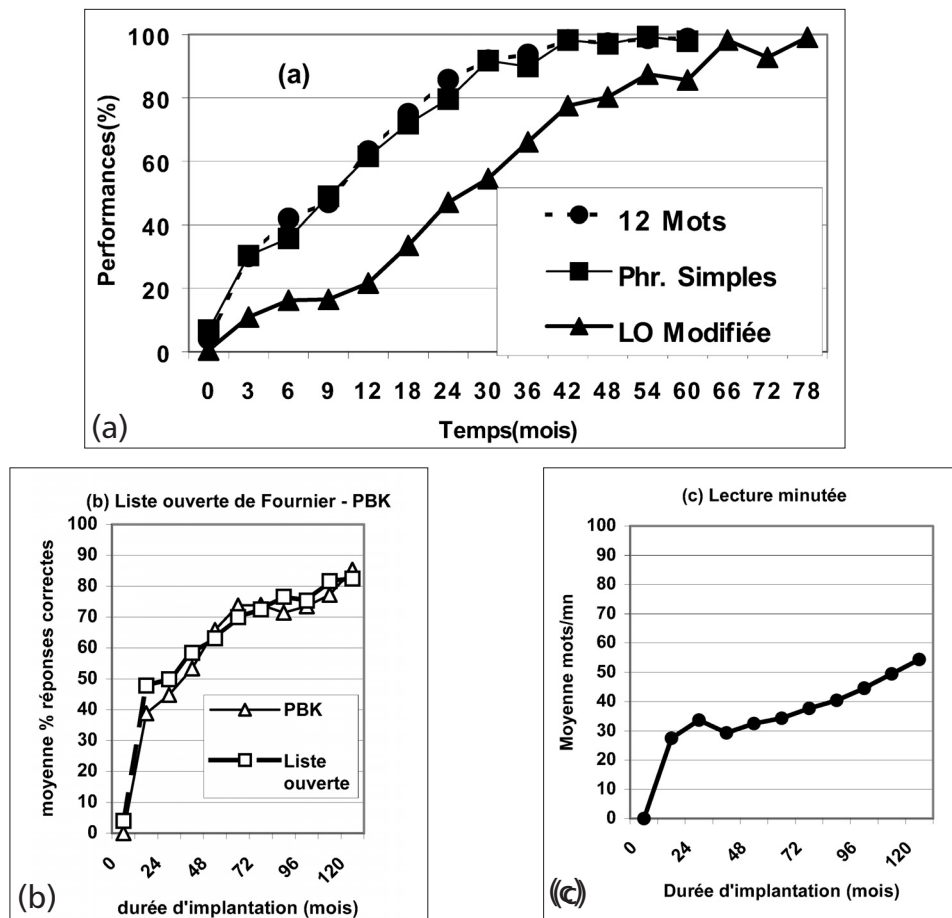 (a)
Performances(%)
100
80
60
40
20
0
12 Mots
Phr. Simples
LO Modifiée
0 3 6 9 12 18 24 30 36 42 48 54 60 66 72 78
Temps(mois)
(a)
(b) Liste ouverte de Fournier - PBK
moyenne % réponses correctes
100
90
80
70
60
50
40
30
20
10
0
PBK
Liste
ouverte
0 24 48 72 96 120
durée d'implantation (mois)
(b)
(c) Lecture minutée
Moyenne mots/mn
100
90
80
70
60
50
40
30
20
10
0
0 24 48 72 96 120
Durée d'implantation (mois)
(c)